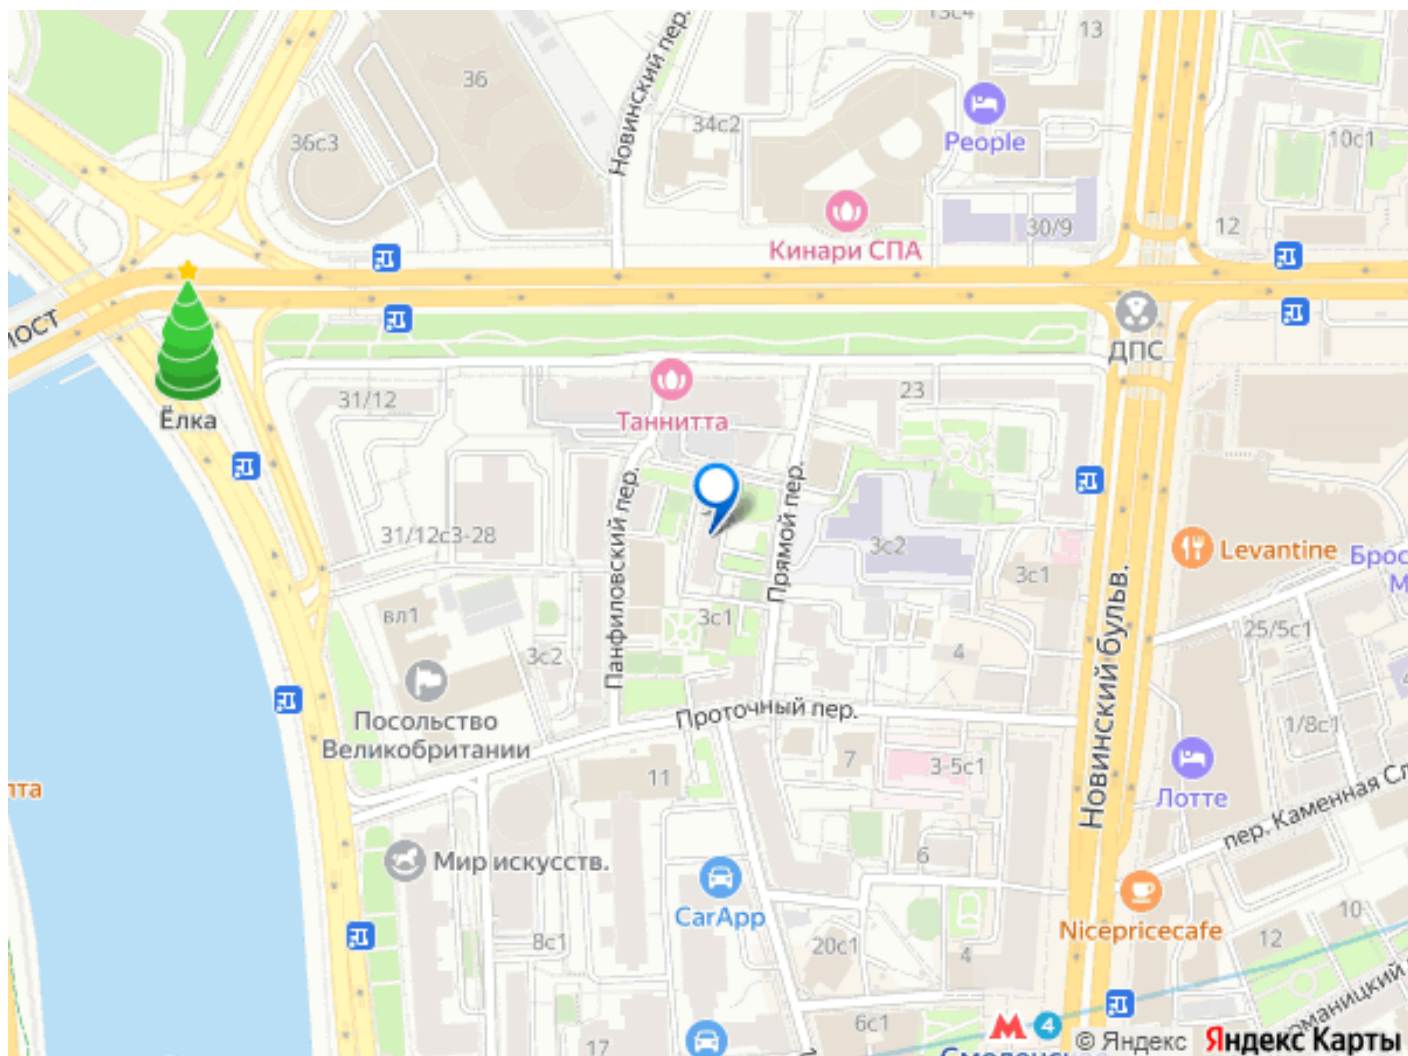 13с4
13
36
Новинский пер.
34с2
People
36с3
10с1
30/9
12
Кинари СПА
МОСТ
ДПС
Ёлка
31/12
Таннитта
23
Панфиловский пер.
Прямой пер.
31/12с3-28
3с2
Levantine
3с1
Новинский бульв.
вл1
3с1
25/5с1
4
3с2
Посольство
Великобритании
Проточный пер.
1/8с1
7
3-5с1
11
Лотте
пер. Каменная Сл
6
Мир искусств.
CarApp
Nicepricecafe
10
12
8с1
20с1
4
6с1
4
17
© Яндекс
Яндекс Карты